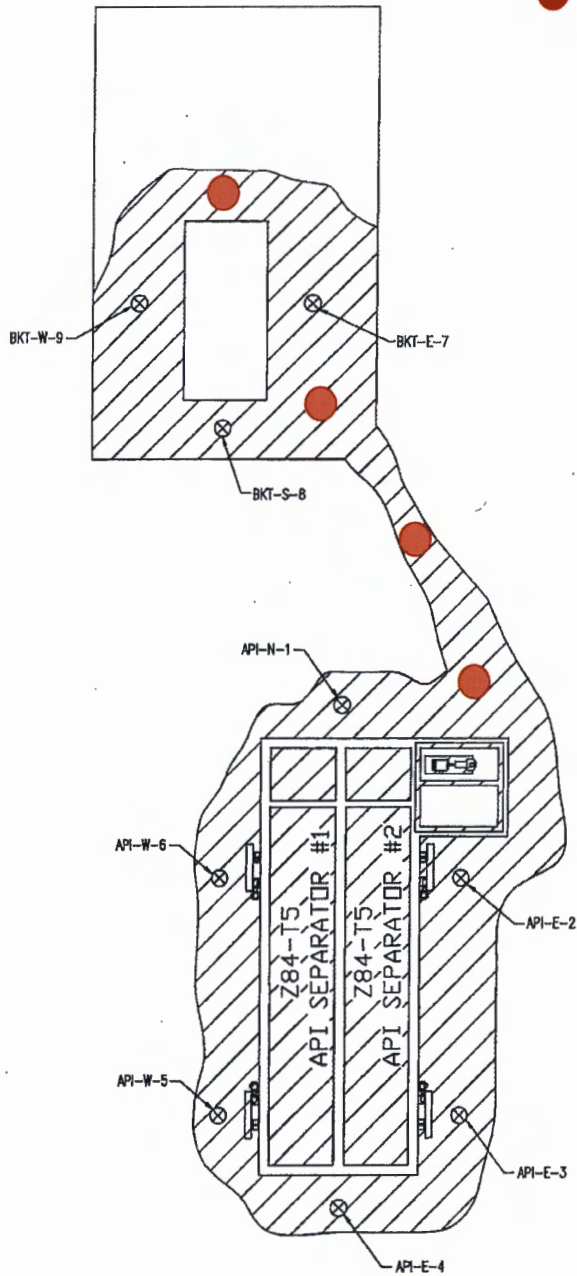 BKT-W-9
BKT-E-7
BKT-S-8
API-N-1
API-W-6
API-E-2
Z84-T5
API SEPARATOR #1
Z84-T5
API SEPARATOR #2
API-W-5
API-E-3
API-E-4